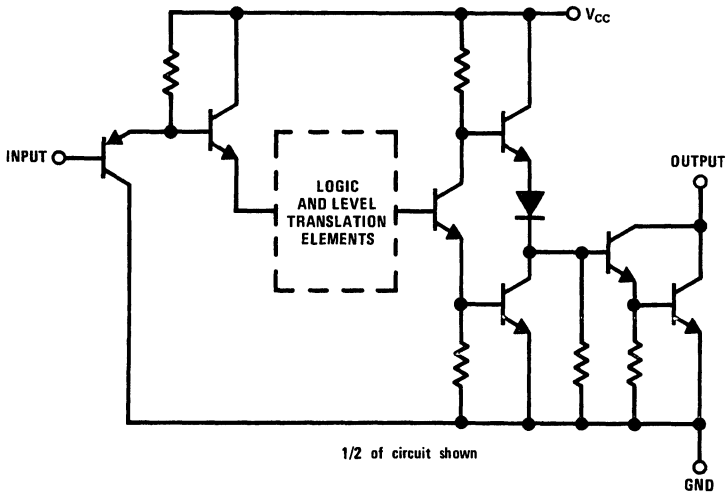 VCC
INPUT
OUTPUT
LOGIC
AND LEVEL
TRANSLATION
ELEMENTS
1/2 of circuit shown
GND